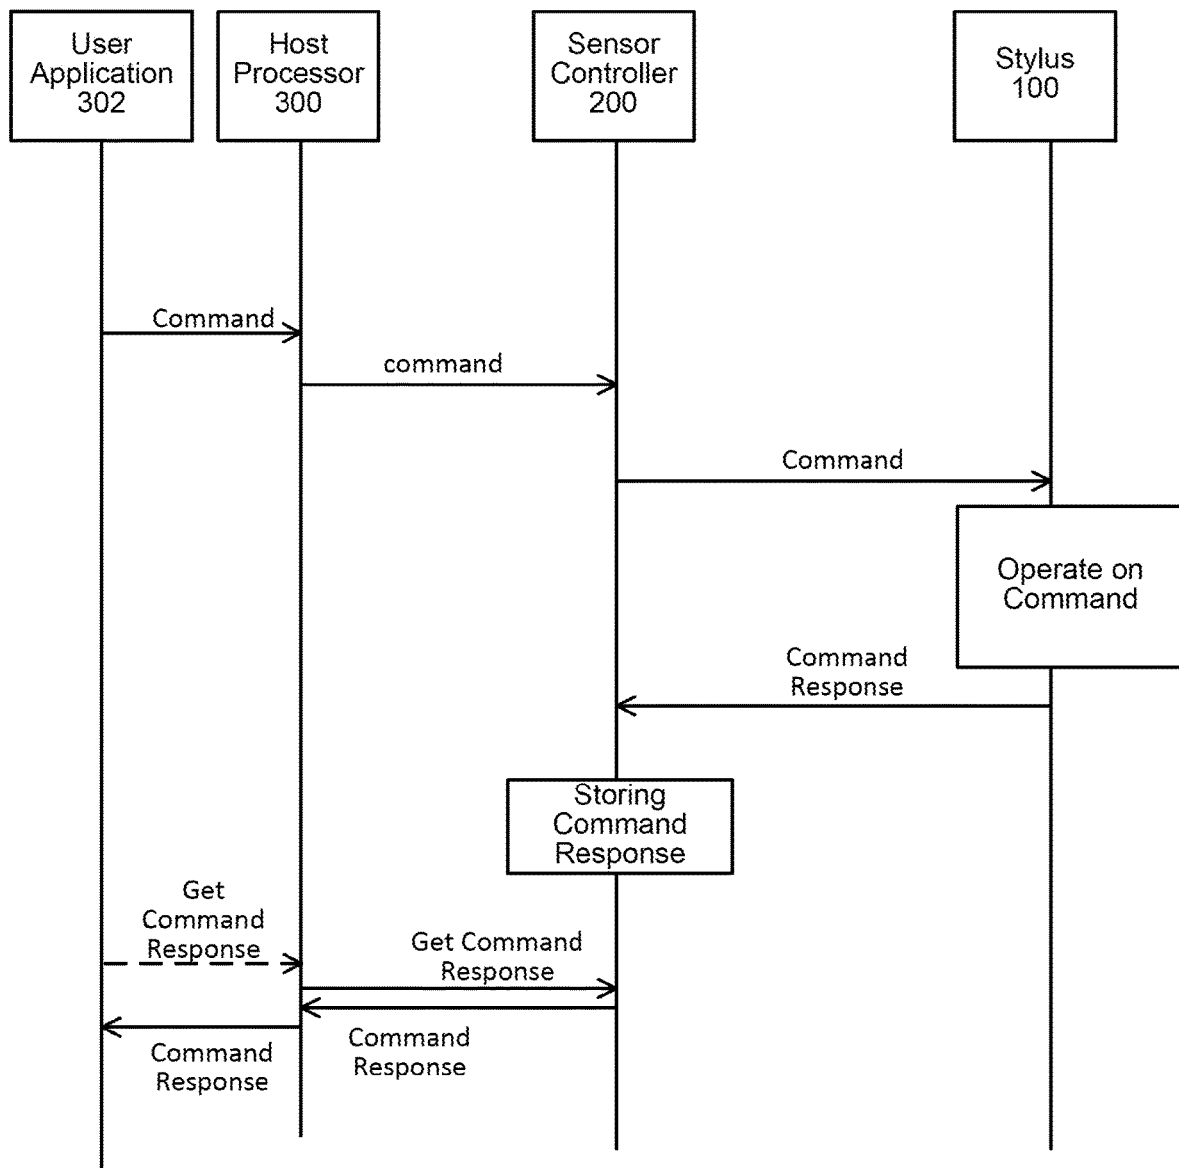 User
Application
302
Host
Processor
300
Sensor
Controller
200
Stylus
100
Command
command
Command
Operate on
Command
Command
Response
Storing
Command
Response
Get
Command
Response
Get Command
Response
Command
Response
Command
Response